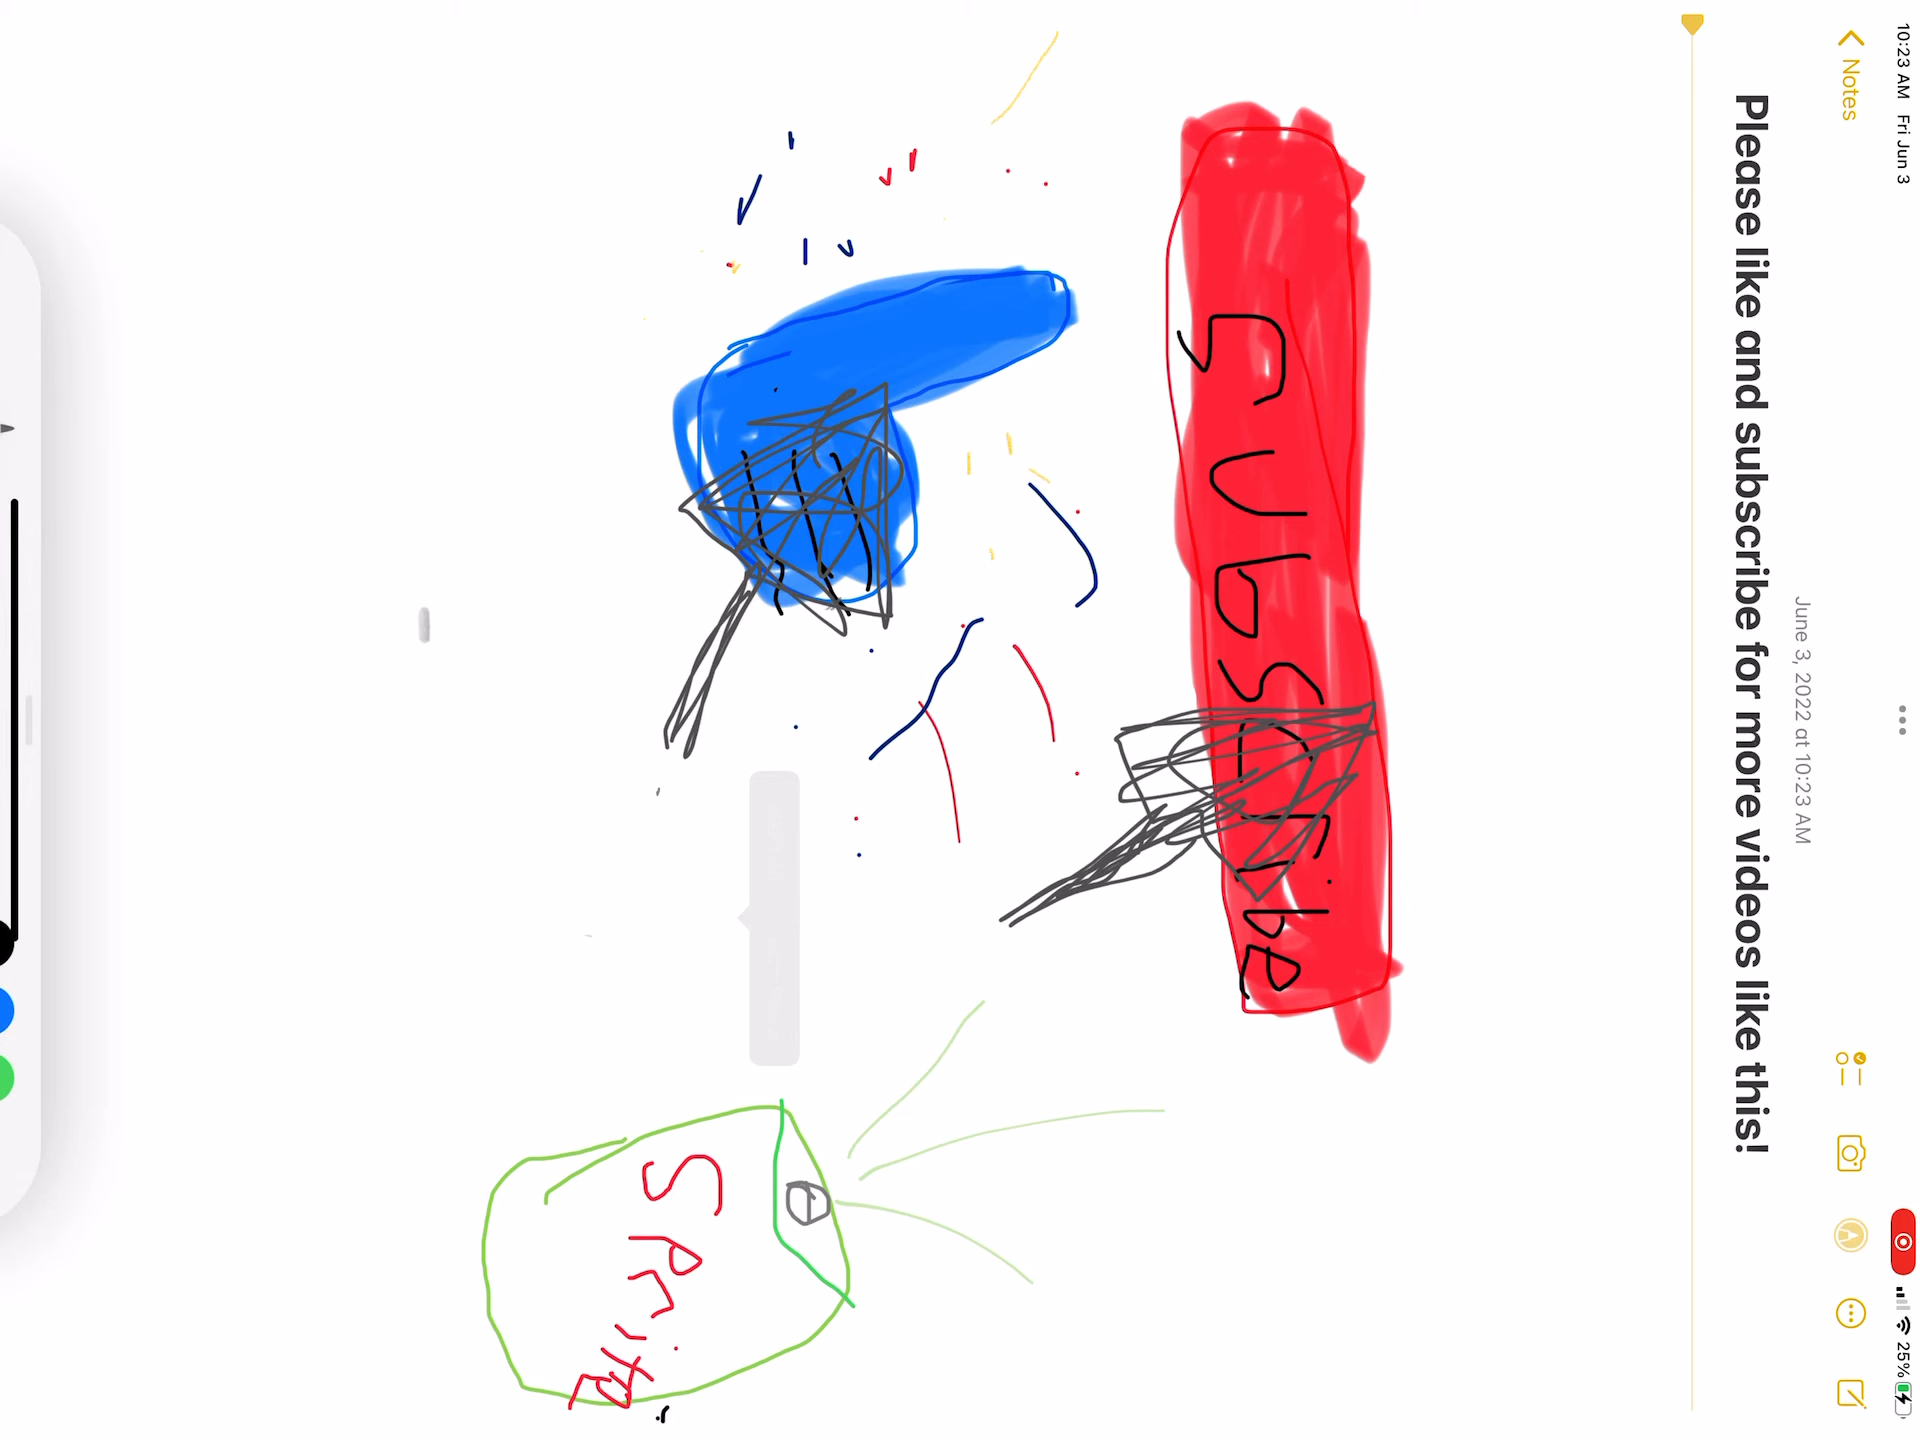 10:23 AM Fri Jun 3
25%
Notes
June 3, 2022 at 10:23 AM
Please like and subscribe for more videos like this!
Subscribe
Sprite